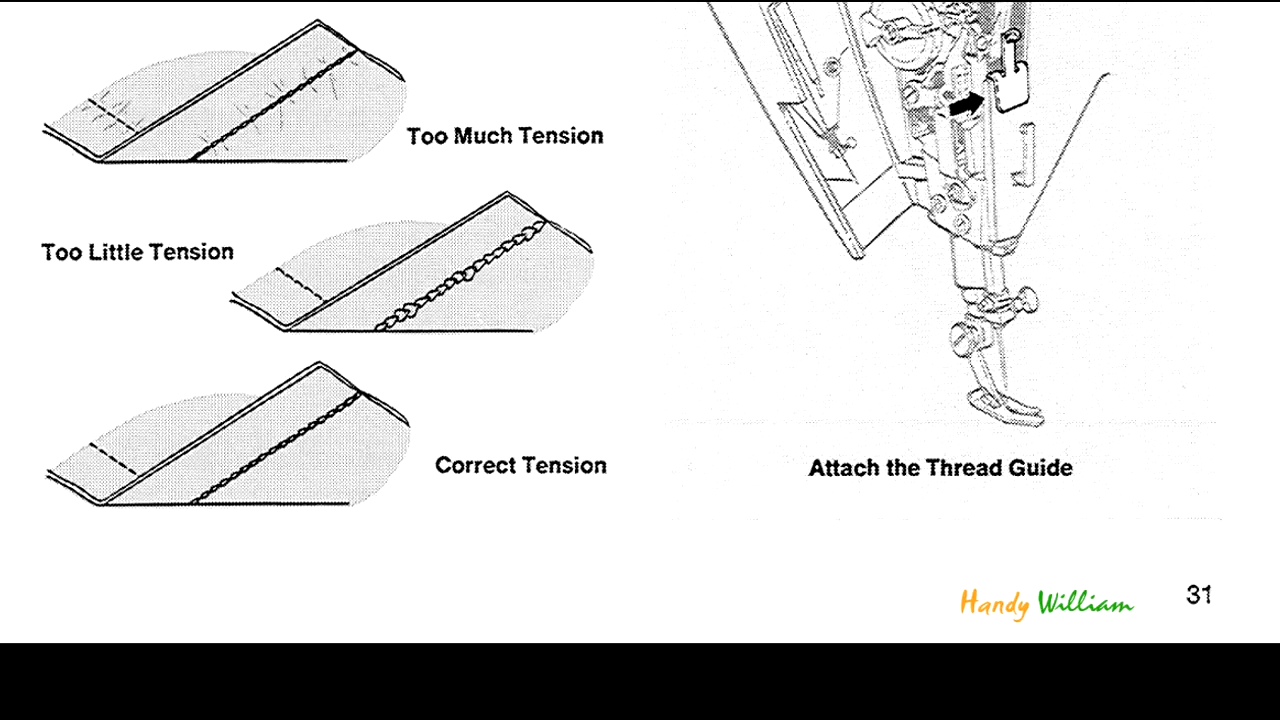 Too Much Tension
Too Little Tension
Correct Tension
Attach the Thread Guide
Handy William
31